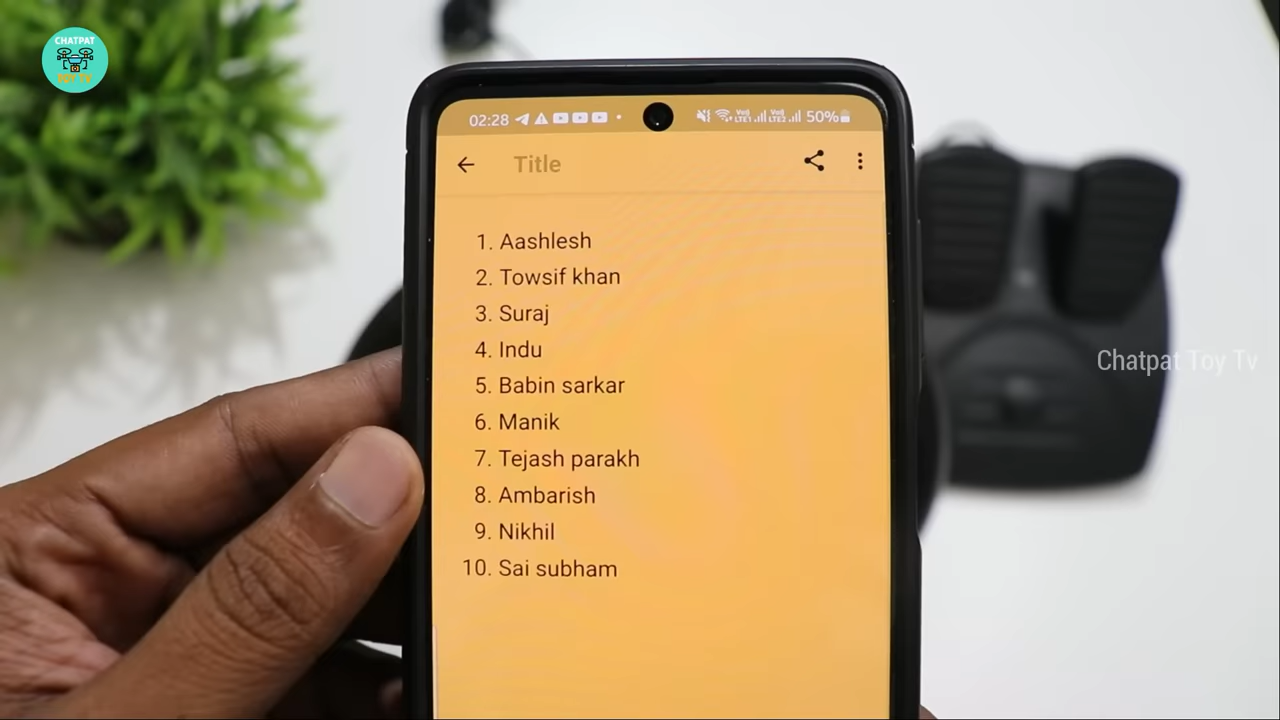 CHATPAT
TOY TV
02:28
50%
Title
1. Aashlesh
2. Towsif khan
3. Suraj
4. Indu
5. Babin sarkar
6. Manik
7. Tejash parakh
8. Ambarish
9. Nikhil
10. Sai subham
Chatpat Toy Tv